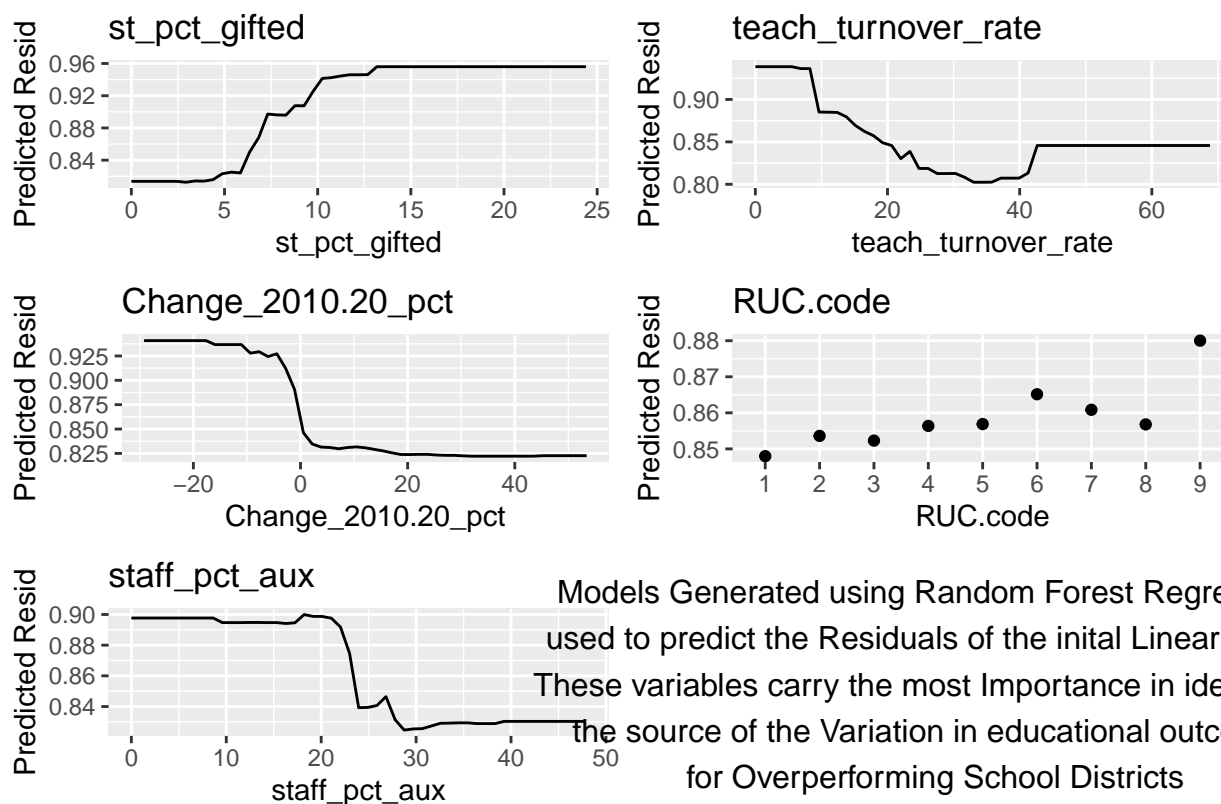 st_pct_gifted
Predicted Resid
0.96
0.92
0.88
0.84
0 5 10 15 20 25
st_pct_gifted
teach_turnover_rate
Predicted Resid
0.90
0.85
0.80
0 20 40 60
teach_turnover_rate
Change_2010.20_pct
Predicted Resid
0.925
0.900
0.875
0.850
0.825
−20 0 20 40
Change_2010.20_pct
RUC.code
Predicted Resid
0.88
0.87
0.86
0.85
1 2 3 4 5 6 7 8 9
RUC.code
staff_pct_aux
Predicted Resid
0.90
0.88
0.84
0 10 20 30 40 50
staff_pct_aux
Models Generated using Random Forest Regre
used to predict the Residuals of the inital Linear
These variables carry the most Importance in ide
the source of the Variation in educational outc
for Overperforming School Districts